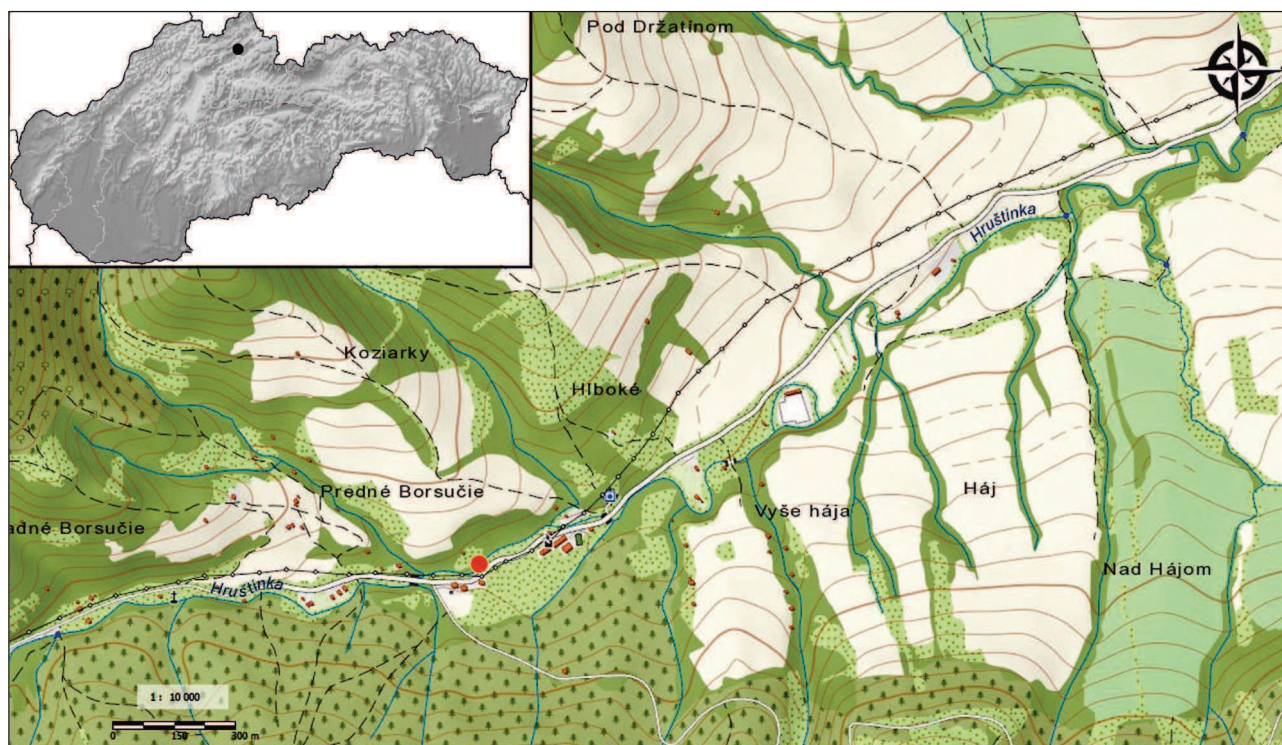 Pod Držatínom
Hruštinka
Koziarky
Hlboké
Predné Borsučie
adné Borsučie
Háj
Vyše hája
Nad Hájom
Hruštinka
1 : 10 000
0 150 300 m